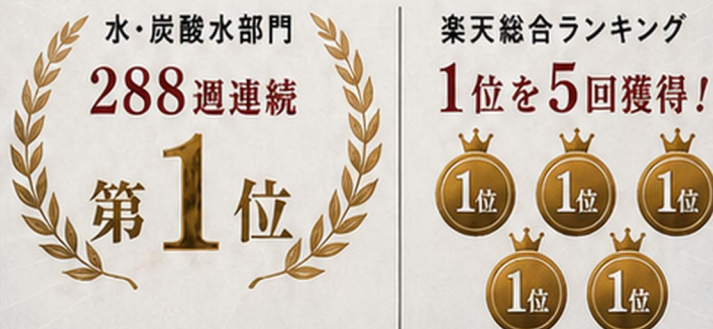 水・炭酸水部門
288週連続
第1位
楽天総合ランキング
1位を5回獲得!
1位
1位
1位
1位
1位